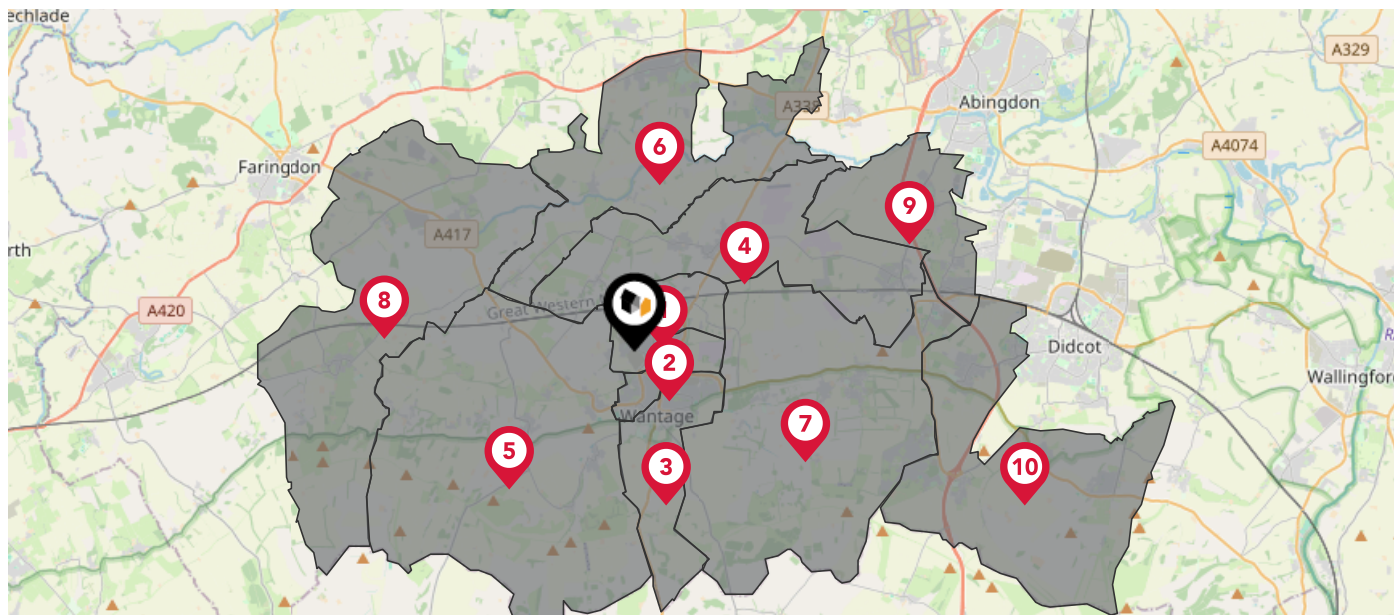 echlade
A329
Abingdon
A338
A4074
6
Faringdon
9
A417
rth
4
8
Great Western
1
A420
Didcot
2
Wallingfor
Wantage
7
5
3
10